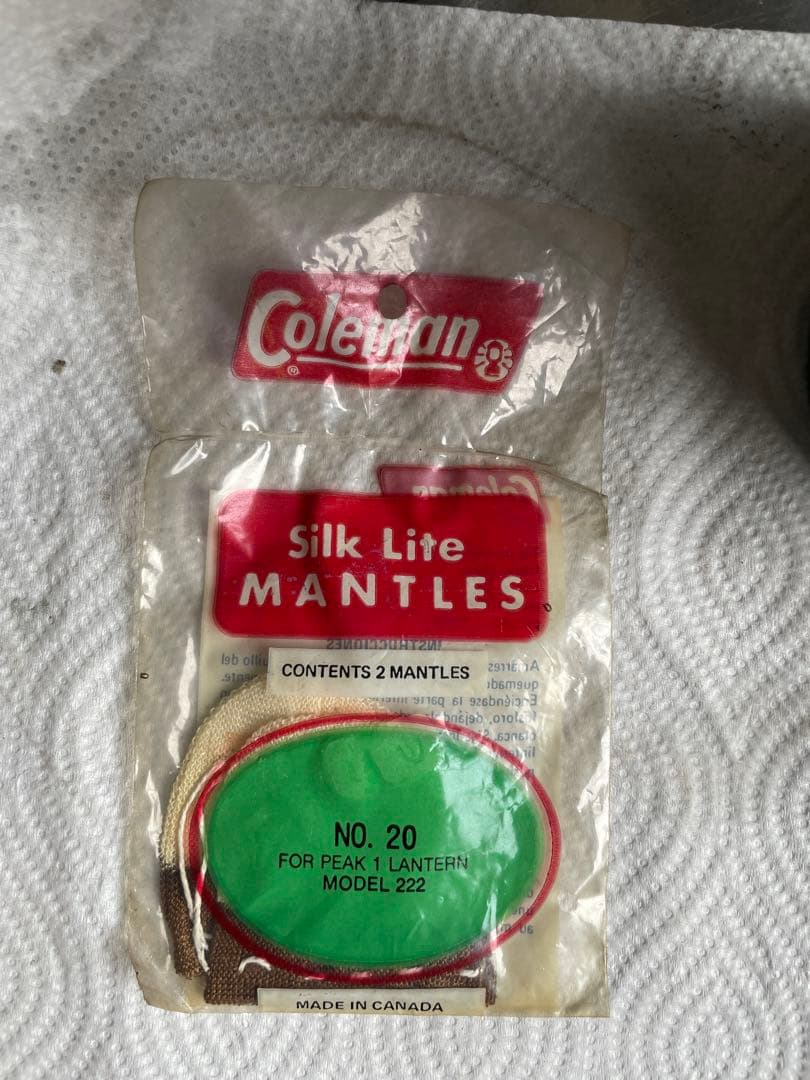 Coleman
®
Coleman
Silk Lite
MANTLES
INSTRUCCIONES
CONTENTS 2 MANTLES
NO. 20
FOR PEAK 1 LANTERN
MODEL 222
MADE IN CANADA